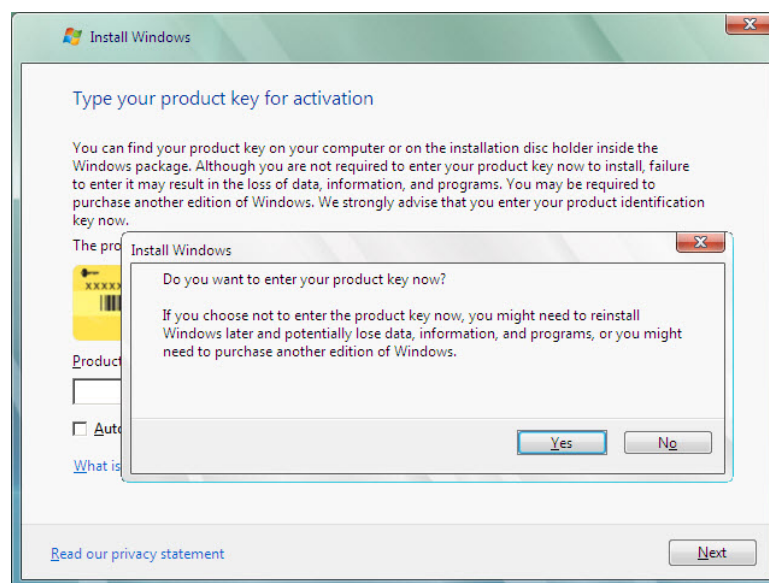 Install Windows
Type your product key for activation
You can find your product key on your computer or on the installation disc holder inside the
Windows package. Although you are not required to enter your product key now to install, failure
to enter it may result in the loss of data, information, and programs. You may be required to
purchase another edition of Windows. We strongly advise that you enter your product identification
key now.
The pro
Install Windows
Do you want to enter your product key now?
If you choose not to enter the product key now, you might need to reinstall
Windows later and potentially lose data, information, and programs, or you might
need to purchase another edition of Windows.
XXXXX
Product
Auto
Yes
No
What is
Read our privacy statement
Next